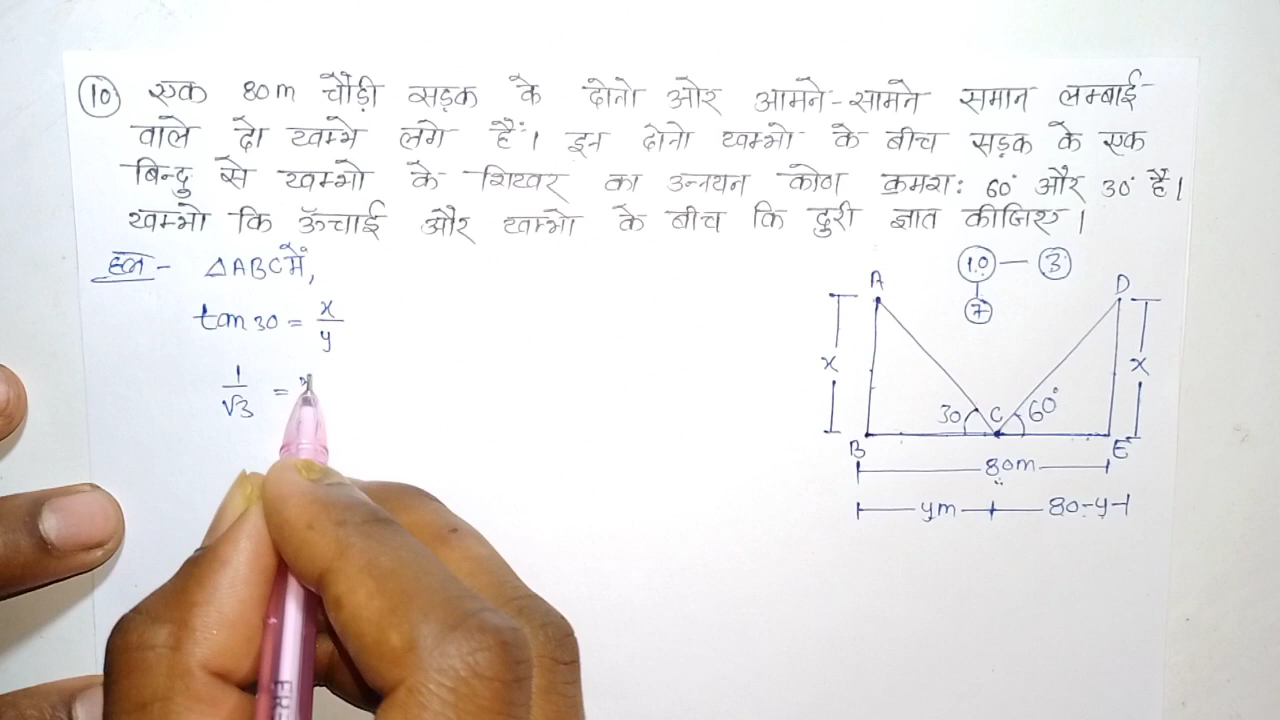 10 एक 80m चौड़ी सड़क के दोनो ओर आमने-सामने समान लम्बाई
वाले दो खम्भे लगे हैं। इन दोनो खम्भो के बीच सड़क के एक
बिन्दु से खम्भो के शिखर का उन्नयन कोण क्रमश: 60° और 30° है।
खम्भो कि ऊँचाई और खम्भो के बीच कि दुरी ज्ञात कीजिए।
हल - △ABC में,
tan 30 = x/y
1/√3 =
10 — 3
7
A D
x x
30 C 60°
B E
80m
ym 80-y